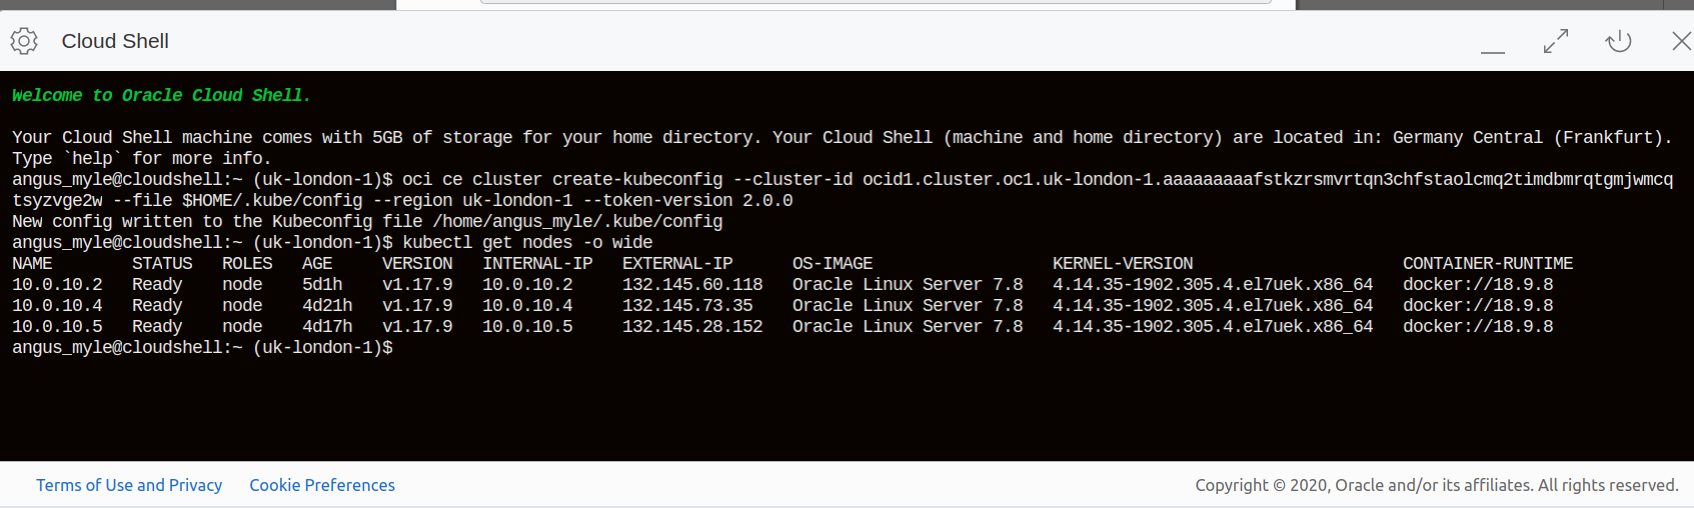 Cloud Shell
Welcome to Oracle Cloud Shell.
Your Cloud Shell machine comes with 5GB of storage for your home directory. Your Cloud Shell (machine and home directory) are located in: Germany Central (Frankfurt).
Type `help` for more info.
angus_myle@cloudshell:~ (uk-london-1)$ oci ce cluster create-kubeconfig --cluster-id ocid1.cluster.oc1.uk-london-1.aaaaaaaaafstkzrsmvrtqn3chfstaolcmq2timdbmrqtgmjwmcq
tsyzvge2w --file $HOME/.kube/config --region uk-london-1 --token-version 2.0.0
New config written to the Kubeconfig file /home/angus_myle/.kube/config
angus_myle@cloudshell:~ (uk-london-1)$ kubectl get nodes -o wide
NAME STATUS ROLES AGE VERSION INTERNAL-IP EXTERNAL-IP OS-IMAGE KERNEL-VERSION CONTAINER-RUNTIME
10.0.10.2 Ready node 5d1h v1.17.9 10.0.10.2 132.145.60.118 Oracle Linux Server 7.8 4.14.35-1902.305.4.el7uek.x86_64 docker://18.9.8
10.0.10.4 Ready node 4d21h v1.17.9 10.0.10.4 132.145.73.35 Oracle Linux Server 7.8 4.14.35-1902.305.4.el7uek.x86_64 docker://18.9.8
10.0.10.5 Ready node 4d17h v1.17.9 10.0.10.5 132.145.28.152 Oracle Linux Server 7.8 4.14.35-1902.305.4.el7uek.x86_64 docker://18.9.8
angus_myle@cloudshell:~ (uk-london-1)$
Terms of Use and Privacy Cookie Preferences Copyright © 2020, Oracle and/or its affiliates. All rights reserved.